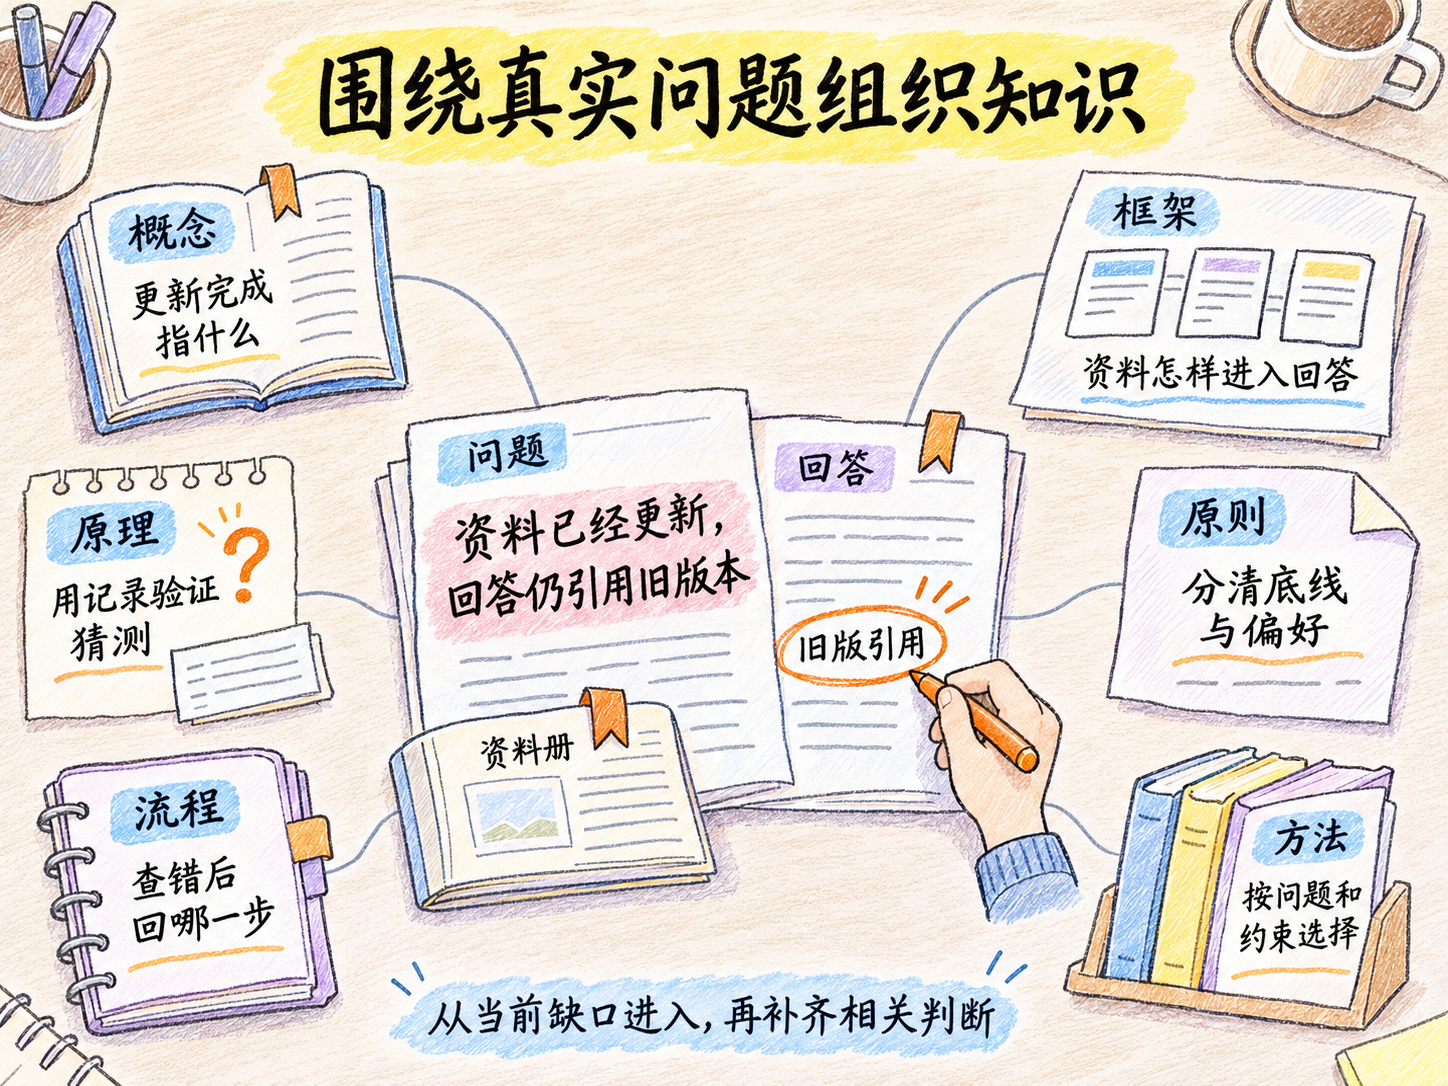 围绕真实问题组织知识
概念
更新完成
指什么
框架
资料怎样进入回答
问题
资料已经更新，
回答仍引用旧版本
回答
旧版引用
资料册
原理
用记录验证
猜测
?
原则
分清底线
与偏好
流程
查错后
回哪一步
方法
按问题和
约束选择
从当前缺口进入，再补齐相关判断